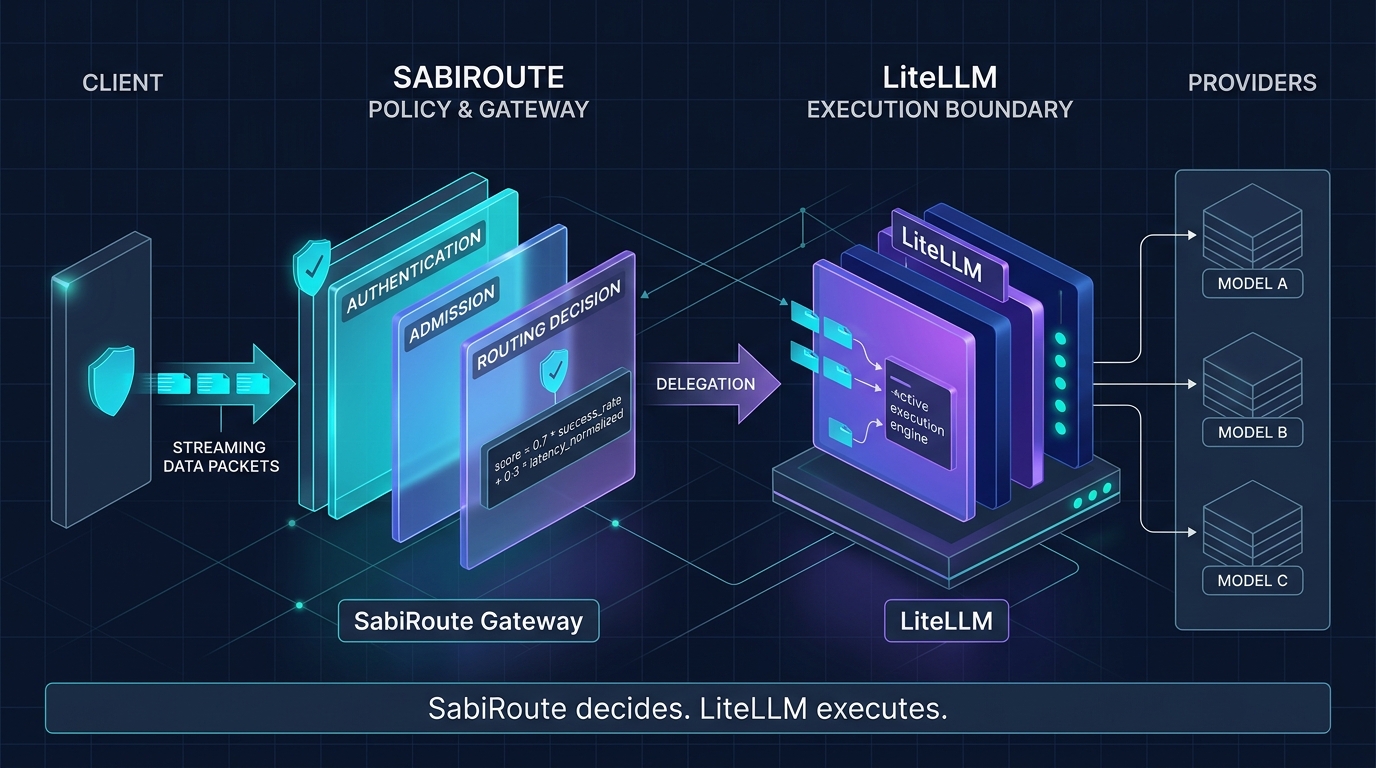 CLIENT
SABIROUTE
POLICY & GATEWAY
LiteLLM
EXECUTION BOUNDARY
PROVIDERS
AUTHENTICATION
ADMISSION
ROUTING DECISION
score = 0.7 * success_rate
+ 0.3 * latency_normalized
STREAMING
DATA PACKETS
DELEGATION
LiteLLM
Active
execution
engine
MODEL A
MODEL B
MODEL C
SabiRoute Gateway
LiteLLM
SabiRoute decides. LiteLLM executes.